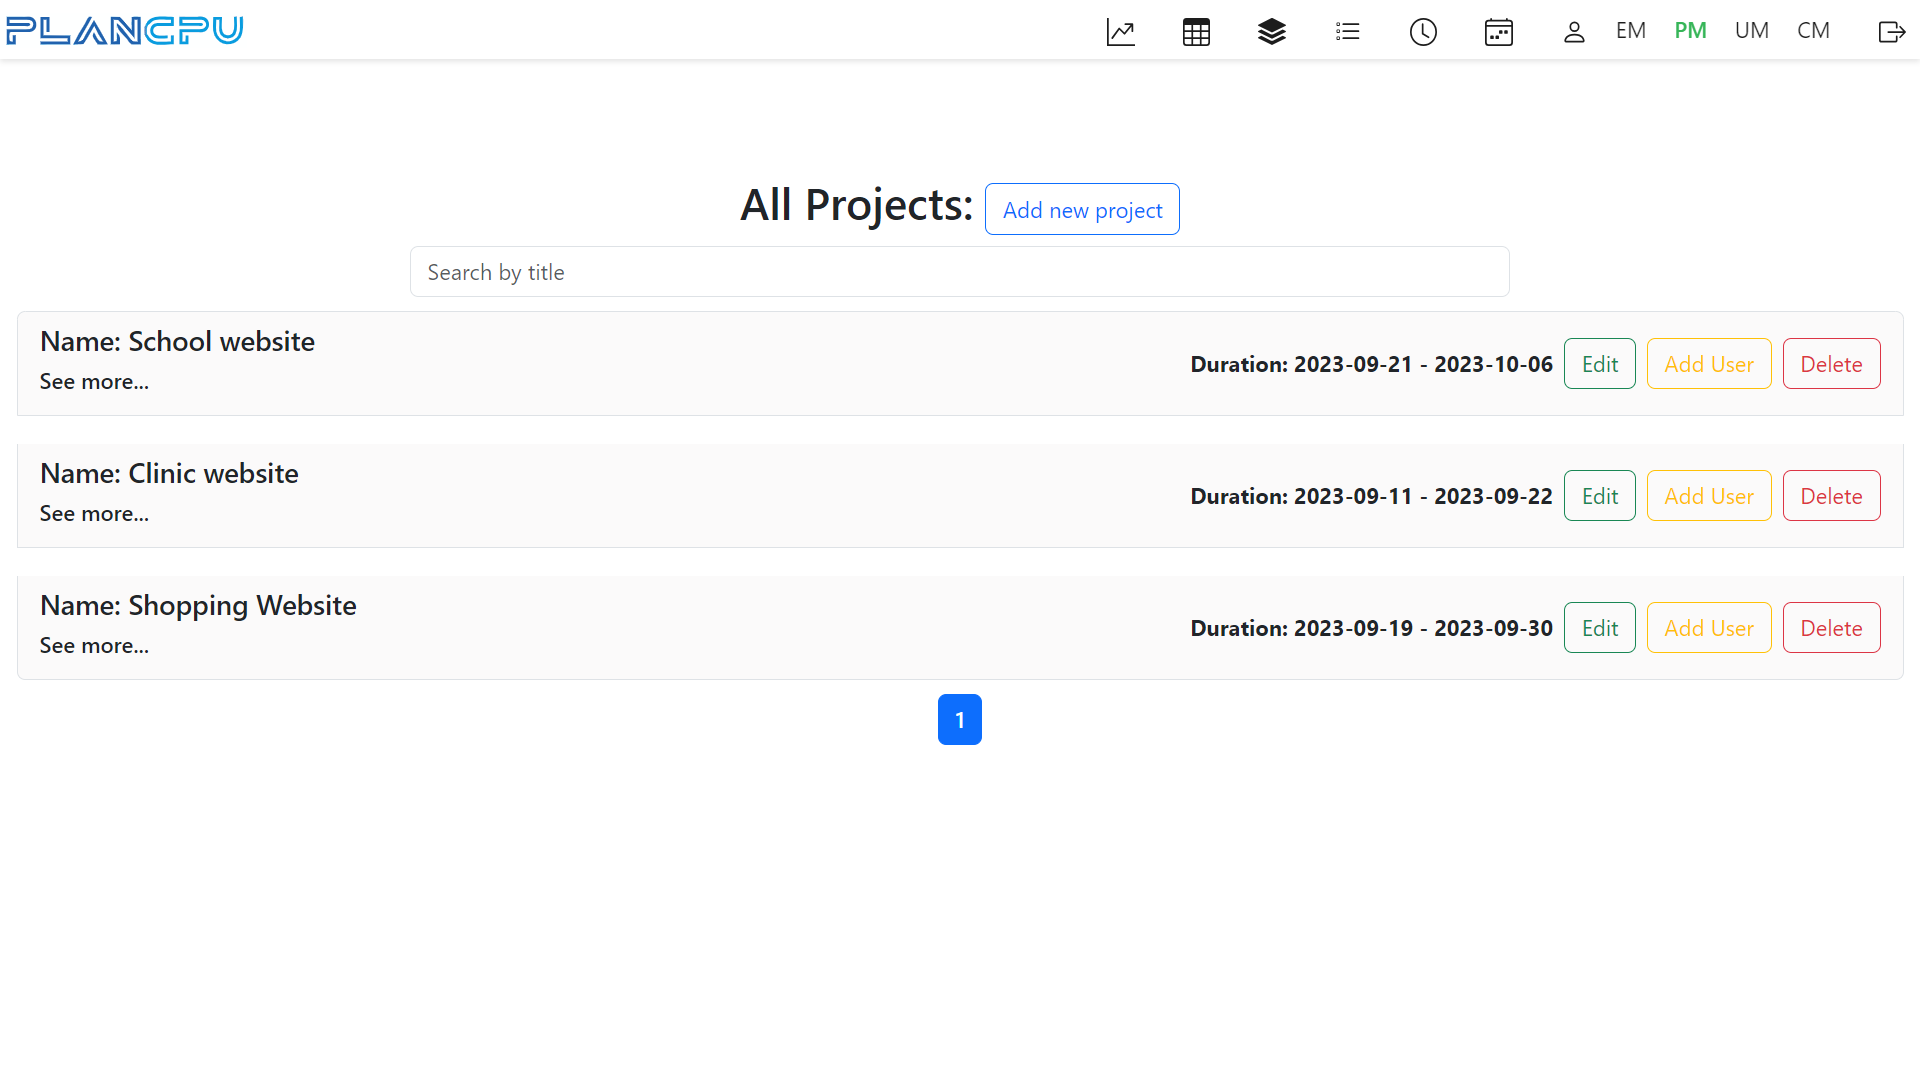 PLANCPU EM PM UM CM
All Projects: Add new project
Search by title
Name: School website
See more...
Duration: 2023-09-21 - 2023-10-06 Edit Add User Delete
Name: Clinic website
See more...
Duration: 2023-09-11 - 2023-09-22 Edit Add User Delete
Name: Shopping Website
See more...
Duration: 2023-09-19 - 2023-09-30 Edit Add User Delete
1